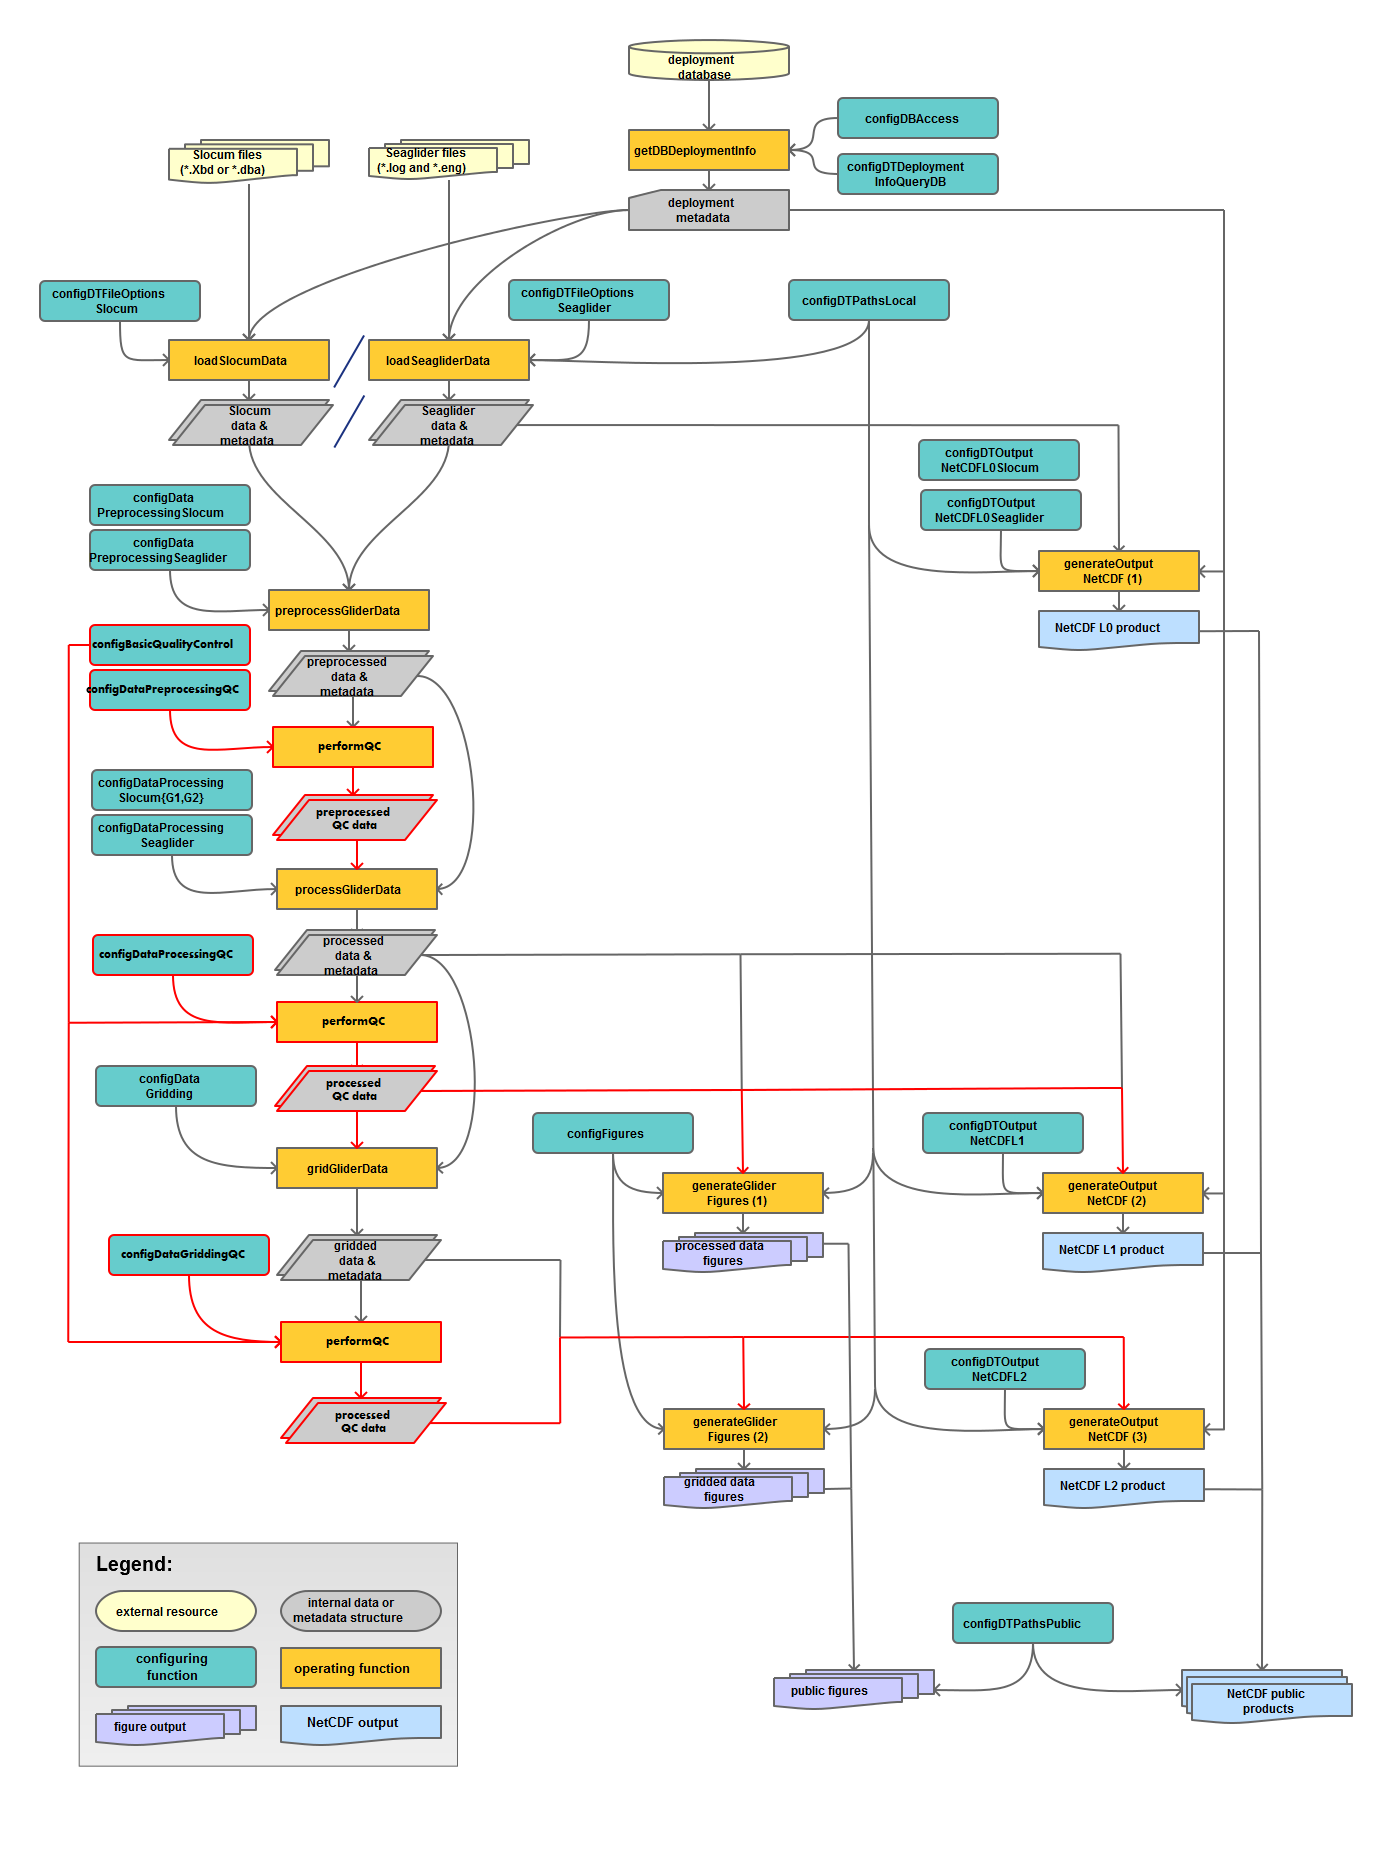 deployment
database
configDBAccess
getDBDeploymentInfo
configDTDeployment
InfoQueryDB
Slocum files
(*.Xbd or *.dba)
Seaglider files
(*.log and *.eng)
deployment
metadata
configDTFileOptions
Slocum
configDTFileOptions
Seaglider
configDTPathsLocal
loadSlocumData
loadSeagliderData
Slocum
data &
metadata
Seaglider
data &
metadata
configDTOutput
NetCDFL0Slocum
configDTOutput
NetCDFL0Seaglider
configData
PreprocessingSlocum
configData
PreprocessingSeaglider
generateOutput
NetCDF (1)
preprocessGliderData
NetCDF L0 product
configBasicQualityControl
preprocessed
data &
metadata
configDataPreprocessingQC
performQC
configDataProcessing
Slocum{G1,G2}
preprocessed
QC data
configDataProcessing
Seaglider
processGliderData
configDataProcessingQC
processed
data &
metadata
performQC
configData
Gridding
processed
QC data
configFigures
configDTOutput
NetCDFL1
gridGliderData
generateGlider
Figures (1)
generateOutput
NetCDF (2)
configDataGriddingQC
gridded
data &
metadata
processed data
figures
NetCDF L1 product
performQC
configDTOutput
NetCDFL2
processed
QC data
generateGlider
Figures (2)
generateOutput
NetCDF (3)
gridded data
figures
NetCDF L2 product
Legend:
external resource
internal data or
metadata structure
configuring
function
operating function
figure output
NetCDF output
configDTPathsPublic
public figures
NetCDF public
products